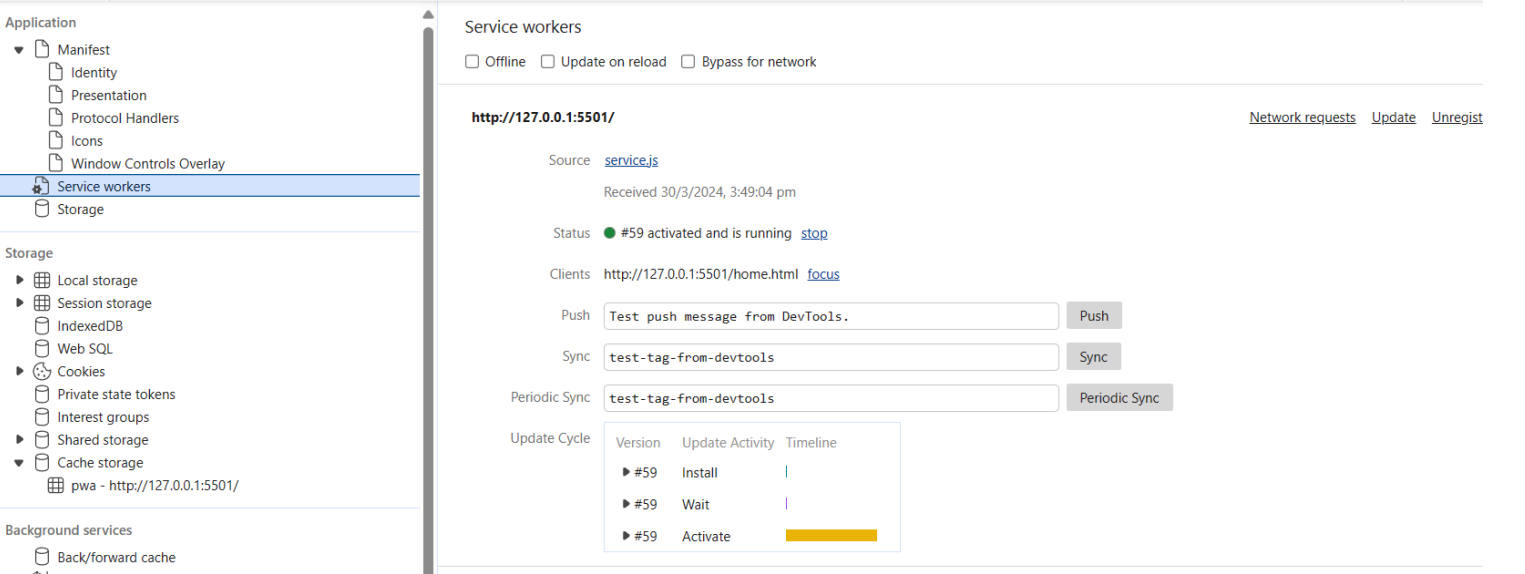 Application
Manifest
Identity
Presentation
Protocol Handlers
Icons
Window Controls Overlay
Service workers
Storage
Storage
Local storage
Session storage
IndexedDB
Web SQL
Cookies
Private state tokens
Interest groups
Shared storage
Cache storage
pwa - http://127.0.0.1:5501/
Background services
Back/forward cache
Service workers
Offline Update on reload Bypass for network
http://127.0.0.1:5501/ Network requests Update Unregist
Source service.js
Received 30/3/2024, 3:49:04 pm
Status #59 activated and is running stop
Clients http://127.0.0.1:5501/home.html focus
Push Test push message from DevTools. Push
Sync test-tag-from-devtools Sync
Periodic Sync test-tag-from-devtools Periodic Sync
Update Cycle Version Update Activity Timeline
#59 Install
#59 Wait
#59 Activate